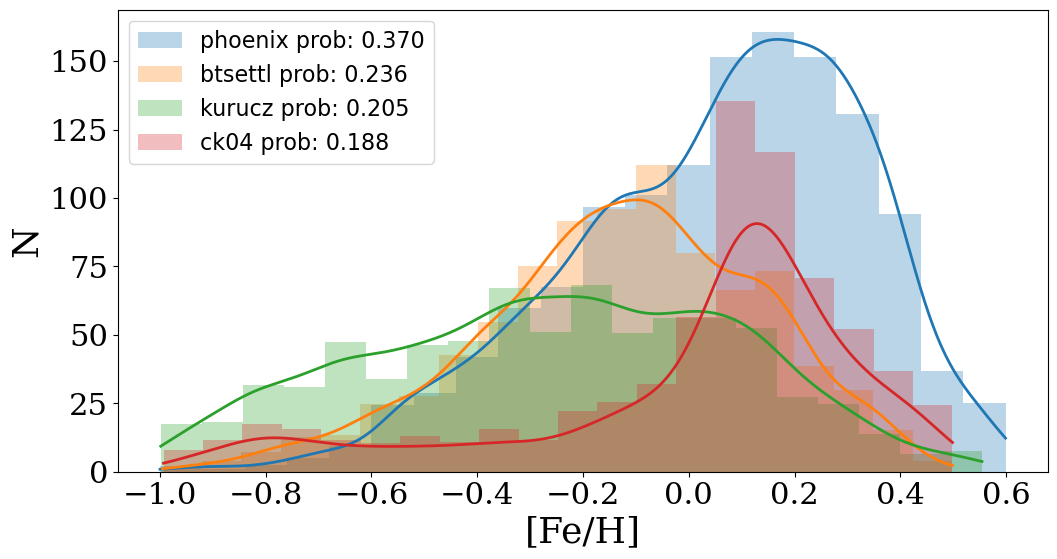 phoenix prob: 0.370
btsettl prob: 0.236
kurucz prob: 0.205
ck04 prob: 0.188
N
150
125
100
75
50
25
0
−1.0 −0.8 −0.6 −0.4 −0.2 0.0 0.2 0.4 0.6
[Fe/H]